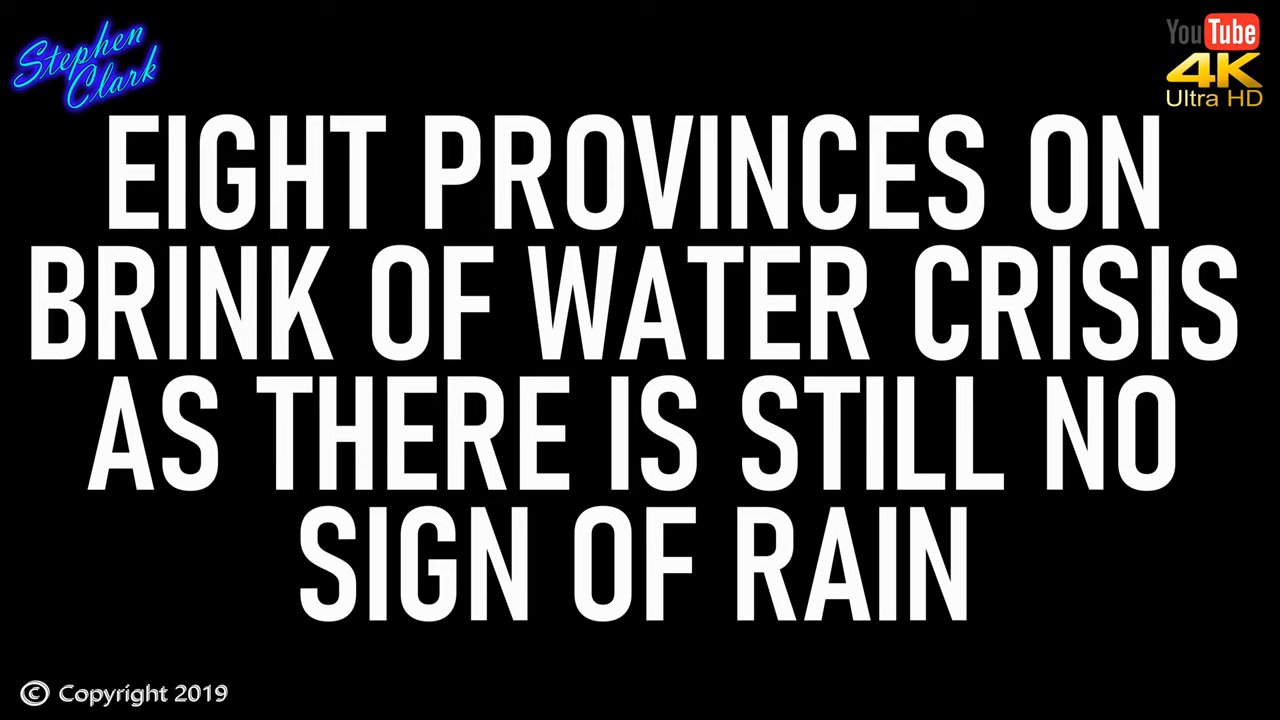 Stephen
Clark
YouTube
4K
Ultra HD
EIGHT PROVINCES ON
BRINK OF WATER CRISIS
AS THERE IS STILL NO
SIGN OF RAIN
© Copyright 2019